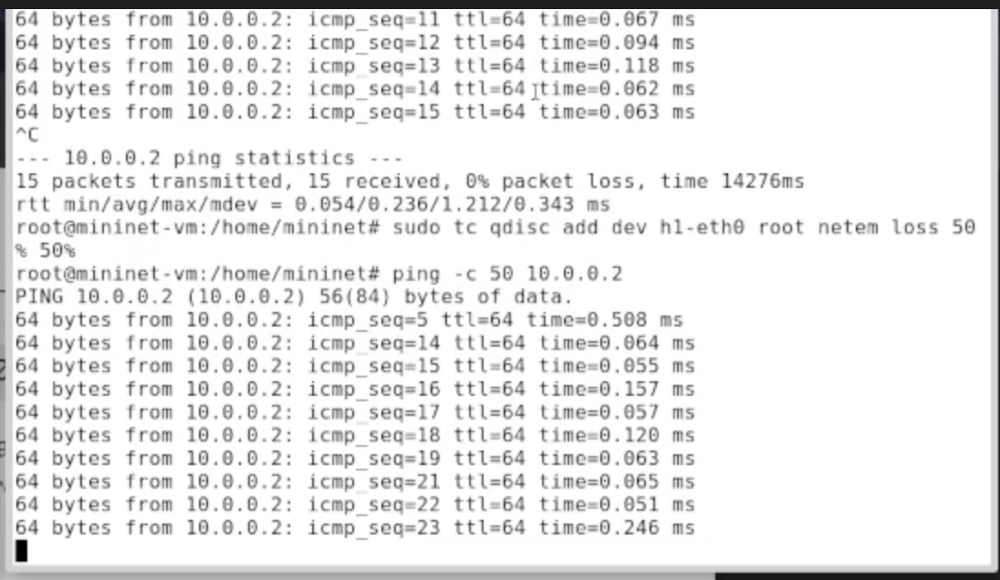 64 bytes from 10.0.0.2: icmp_seq=11 ttl=64 time=0.067 ms
64 bytes from 10.0.0.2: icmp_seq=12 ttl=64 time=0.094 ms
64 bytes from 10.0.0.2: icmp_seq=13 ttl=64 time=0.118 ms
64 bytes from 10.0.0.2: icmp_seq=14 ttl=64 time=0.062 ms
64 bytes from 10.0.0.2: icmp_seq=15 ttl=64 time=0.063 ms
^C
--- 10.0.0.2 ping statistics ---
15 packets transmitted, 15 received, 0% packet loss, time 14276ms
rtt min/avg/max/mdev = 0.054/0.236/1.212/0.343 ms
root@mininet-vm:/home/mininet# sudo tc qdisc add dev h1-eth0 root netem loss 50
% 50%
root@mininet-vm:/home/mininet# ping -c 50 10.0.0.2
PING 10.0.0.2 (10.0.0.2) 56(84) bytes of data.
64 bytes from 10.0.0.2: icmp_seq=5 ttl=64 time=0.508 ms
64 bytes from 10.0.0.2: icmp_seq=14 ttl=64 time=0.064 ms
64 bytes from 10.0.0.2: icmp_seq=15 ttl=64 time=0.055 ms
64 bytes from 10.0.0.2: icmp_seq=16 ttl=64 time=0.157 ms
64 bytes from 10.0.0.2: icmp_seq=17 ttl=64 time=0.057 ms
64 bytes from 10.0.0.2: icmp_seq=18 ttl=64 time=0.120 ms
64 bytes from 10.0.0.2: icmp_seq=19 ttl=64 time=0.063 ms
64 bytes from 10.0.0.2: icmp_seq=21 ttl=64 time=0.065 ms
64 bytes from 10.0.0.2: icmp_seq=22 ttl=64 time=0.051 ms
64 bytes from 10.0.0.2: icmp_seq=23 ttl=64 time=0.246 ms